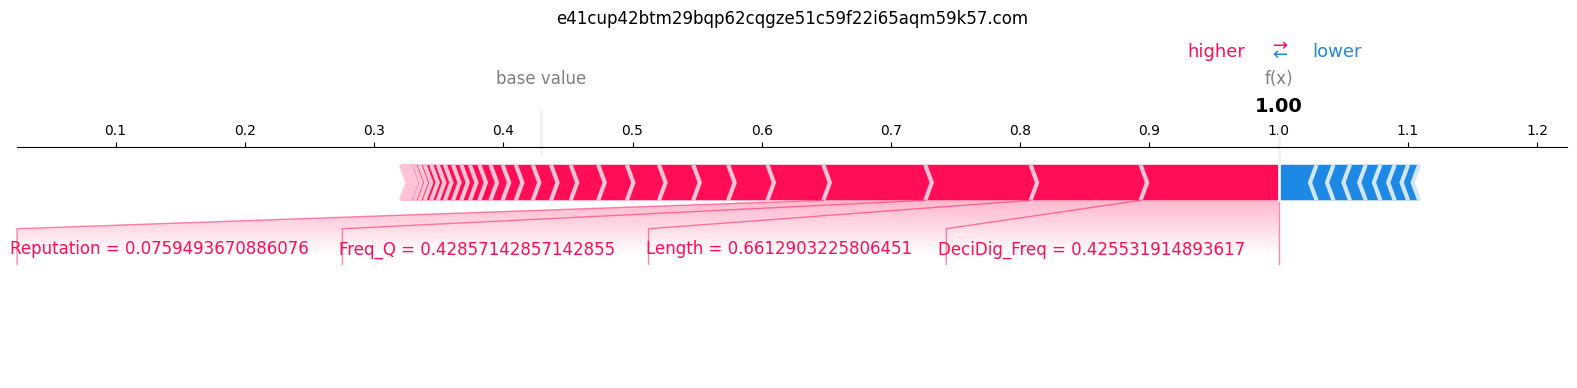 e41cup42btm29bqp62cqgze51c59f22i65aqm59k57.com
higher ⇄ lower
base value f(x)
1.00
0.1 0.2 0.3 0.4 0.5 0.6 0.7 0.8 0.9 1.0 1.1 1.2
Reputation = 0.0759493670886076 Freq_Q = 0.42857142857142855 Length = 0.6612903225806451 DeciDig_Freq = 0.425531914893617